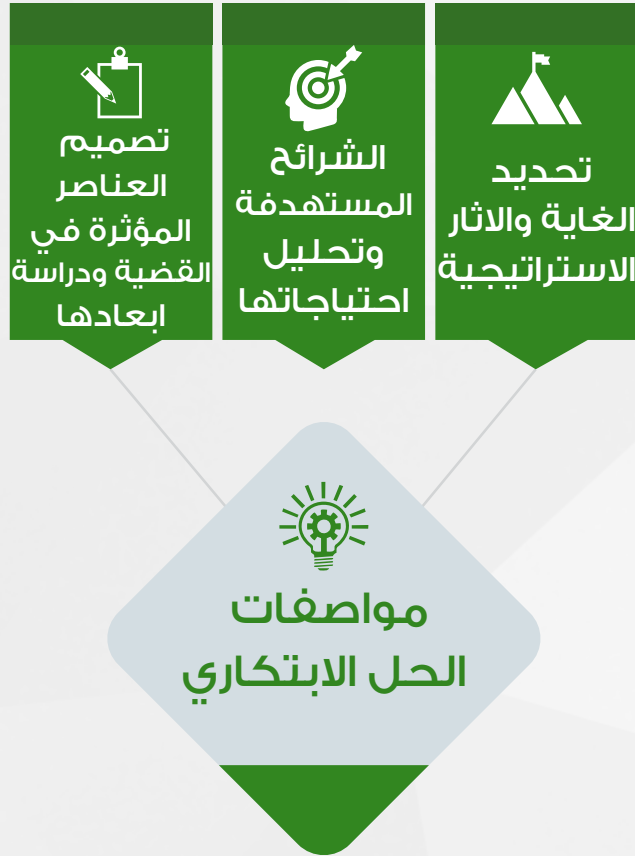 تحديد
الغاية والاثار
الاستراتيجية
الشرائح
المستهدفة
وتحليل
احتياجاتها
تصميم
العناصر
المؤثرة في
القضية ودراسة
ابعادها
مواصفات
الحل الابتكاري